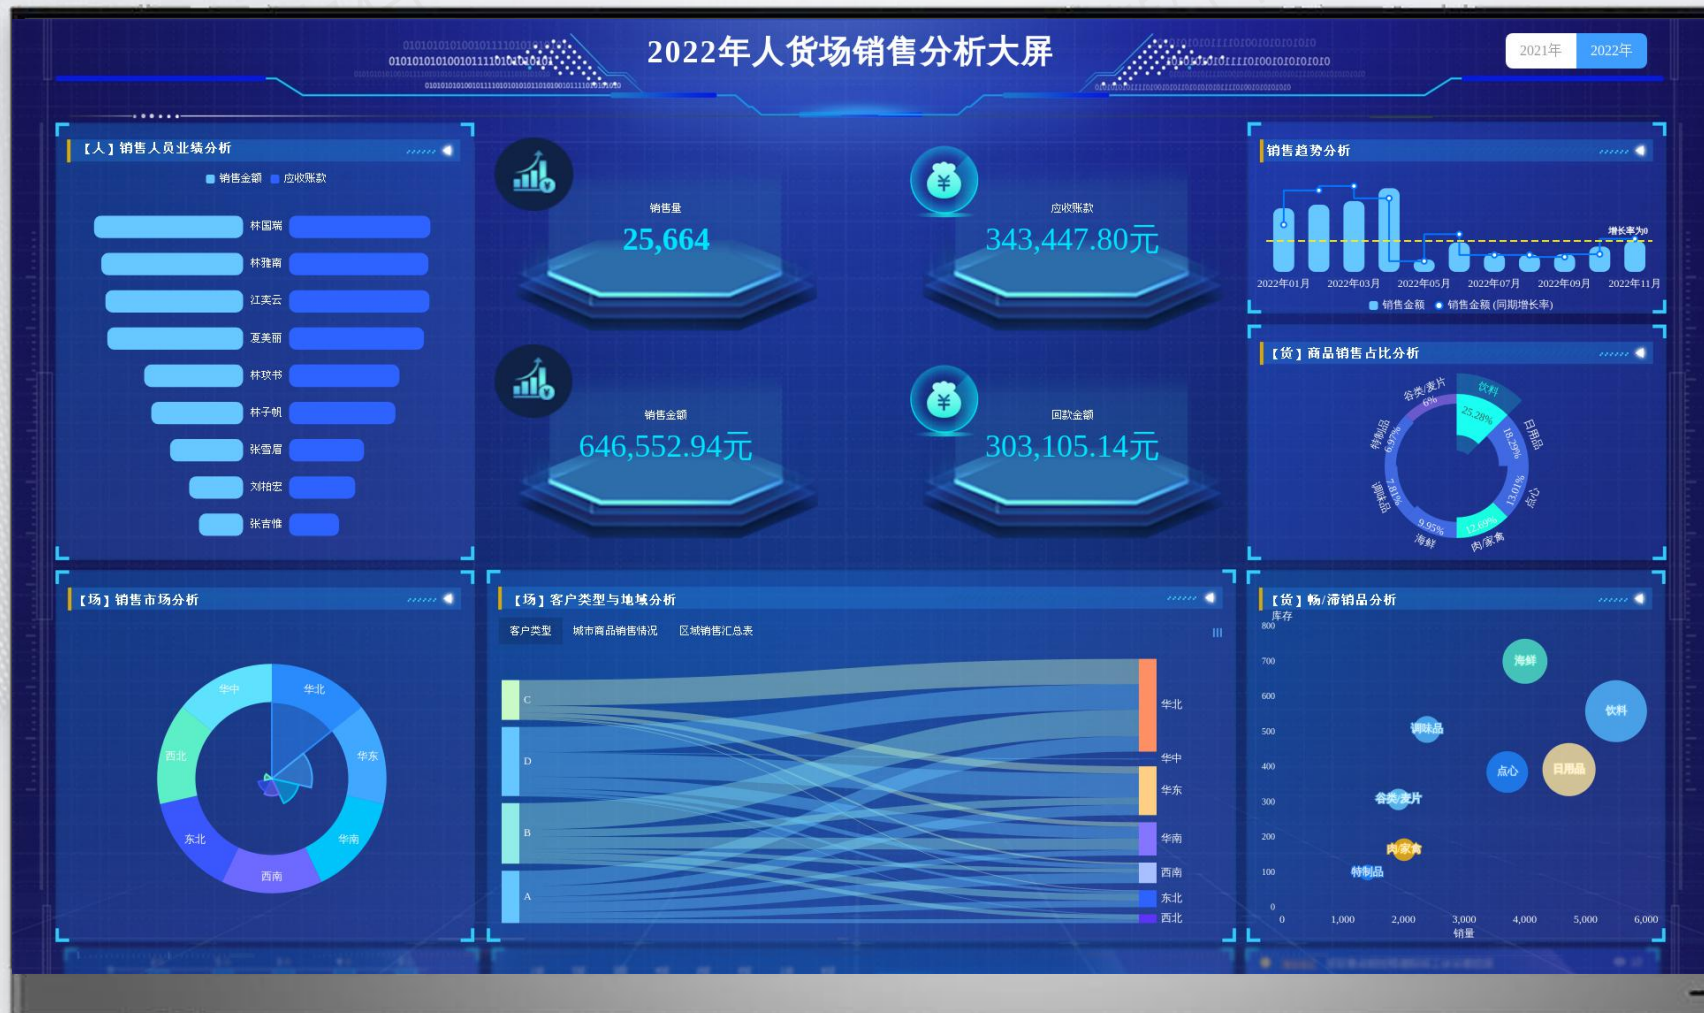 2022年人货场销售分析大屏
2021年 2022年
【人】销售人员业绩分析
销售金额 应收账款
林国瑞
林雅南
江奕云
夏美丽
林玟书
林子帆
张雪眉
刘柏宏
张吉惟
销售量
25,664
应收账款
343,447.80元
销售金额
646,552.94元
回款金额
303,105.14元
销售趋势分析
增长率为0
2022年01月 2022年03月 2022年05月 2022年07月 2022年09月 2022年11月
销售金额 销售金额 (同期增长率)
【货】商品销售占比分析
饮料 25.28%
日用品 18.29%
点心 13.01%
肉/家禽 12.69%
海鲜 9.95%
调味品 7.81%
特制品 6.97%
谷类/麦片 6%
【场】销售市场分析
华北
华东
华南
西南
东北
西北
华中
【场】客户类型与地域分析
客户类型 城市商品销售情况 区域销售汇总表
C
D
B
A
华北
华中
华东
华南
西南
东北
西北
【货】畅/滞销品分析
库存
800
700
600
500
400
300
200
100
0
海鲜
饮料
调味品
点心
日用品
谷类/麦片
肉/家禽
特制品
0 1,000 2,000 3,000 4,000 5,000 6,000
销量